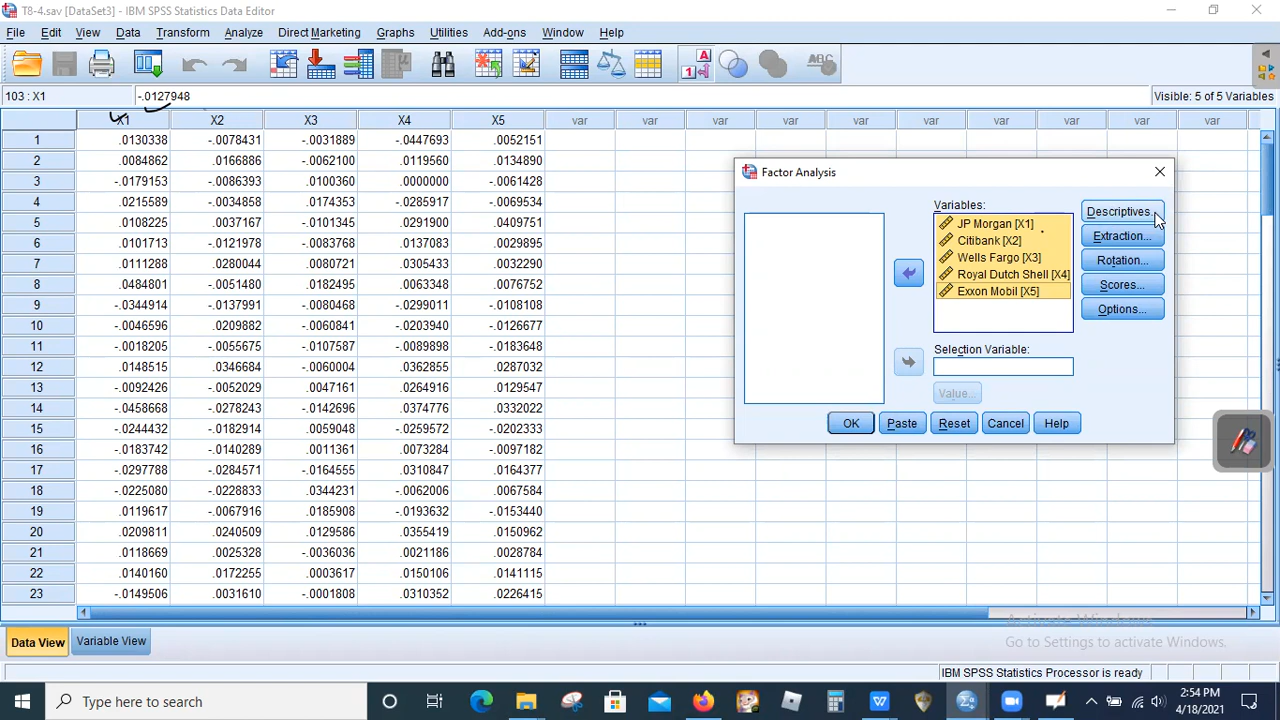 T8-4.sav [DataSet3] - IBM SPSS Statistics Data Editor
File Edit View Data Transform Analyze Direct Marketing Graphs Utilities Add-ons Window Help
103 : X1 -.0127948 Visible: 5 of 5 Variables
X1 X2 X3 X4 X5 var var var var var var var var var var
1 .0130338 -.0078431 -.0031889 -.0447693 .0052151
2 .0084862 .0166886 -.0062100 .0119560 .0134890
3 -.0179153 -.0086393 .0100360 .0000000 -.0061428
4 .0215589 -.0034858 .0174353 -.0285917 -.0069534
5 .0108225 .0037167 -.0101345 .0291900 .0409751
6 .0101713 -.0121978 -.0083768 .0137083 .0029895
7 .0111288 .0280044 .0080721 .0305433 .0032290
8 .0484801 -.0051480 .0182495 .0063348 .0076752
9 -.0344914 -.0137991 -.0080468 -.0299011 -.0108108
10 -.0046596 .0209882 -.0060841 -.0203940 -.0126677
11 -.0018205 -.0055675 -.0107587 -.0089898 -.0183648
12 .0148515 .0346684 -.0060004 .0362855 .0287032
13 -.0092426 -.0052029 .0047161 .0264916 .0129547
14 -.0458668 -.0278243 -.0142696 .0374776 .0332022
15 -.0244432 -.0182914 .0059048 -.0259572 -.0202333
16 -.0183742 -.0140289 .0011361 .0073284 -.0097182
17 -.0297788 -.0284571 -.0164555 .0310847 .0164377
18 -.0225080 -.0228833 .0344231 -.0062006 .0067584
19 .0119617 -.0067916 .0185908 -.0193632 -.0153440
20 .0209811 .0240509 .0129586 .0355419 .0150962
21 .0118669 .0025328 -.0036036 .0021186 .0028784
22 .0140160 .0172255 .0003617 .0150106 .0141115
23 -.0149506 .0031610 -.0001808 .0310352 .0226415
Factor Analysis
Variables:
JP Morgan [X1]
Citibank [X2]
Wells Fargo [X3]
Royal Dutch Shell [X4]
Exxon Mobil [X5]
Descriptives...
Extraction...
Rotation...
Scores...
Options...
Selection Variable:
Value...
OK Paste Reset Cancel Help
Activate Windows
Go to Settings to activate Windows.
Data View Variable View
IBM SPSS Statistics Processor is ready
Type here to search
2:54 PM
4/18/2021